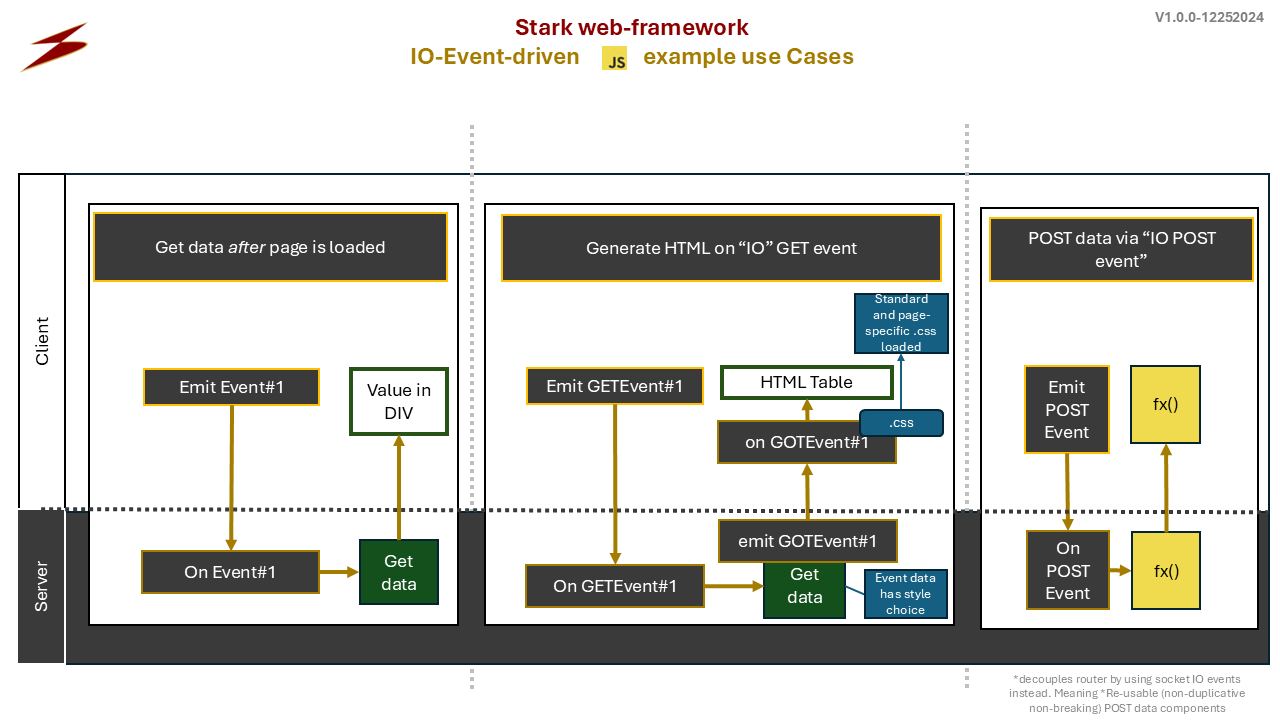 Stark web-framework
V1.0.0-12252024
IO-Event-driven JS example use Cases
Client
Get data after page is loaded
Emit Event#1
Value in
DIV
On Event#1
Get
data
Generate HTML on “IO” GET event
Standard
and page-
specific .css
loaded
Emit GETEvent#1
HTML Table
.css
on GOTEvent#1
emit GOTEvent#1
On GETEvent#1
Get
data
Event data
has style
choice
POST data via “IO POST
event”
Emit
POST
Event
fx()
On
POST
Event
fx()
Server
*decouples router by using socket IO events
instead. Meaning *Re-usable (non-duplicative
non-breaking) POST data components